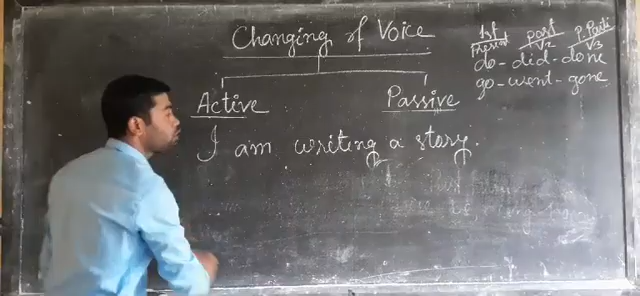 Changing of Voice
Active Passive
I am writing a story.
1st past P. Parti
present V2 V3
do - did - done
go - went - gone